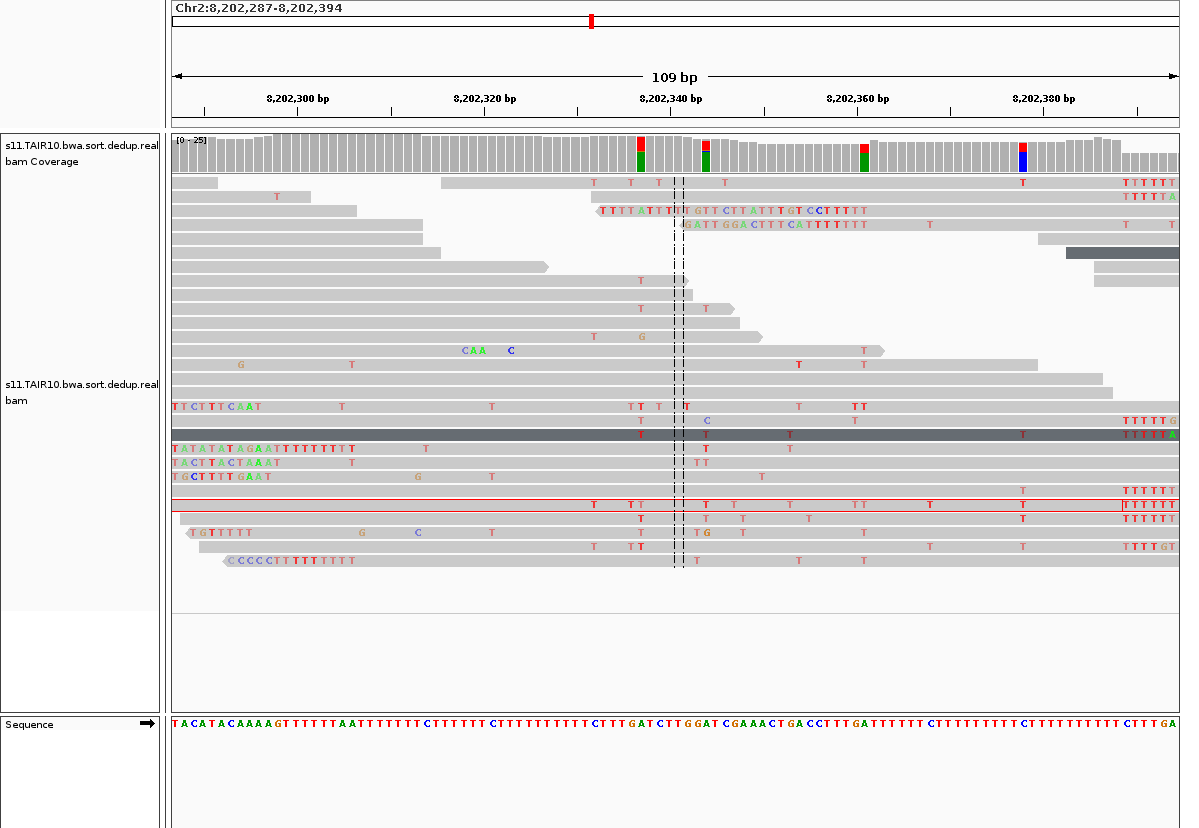 Chr2:8,202,287-8,202,394
109 bp
8,202,300 bp 8,202,320 bp 8,202,340 bp 8,202,360 bp 8,202,380 bp
s11.TAIR10.bwa.sort.dedup.real
bam Coverage
[0 - 25]
T T T T T T T T T T T
T T T T T A
T T T T A T T T T T G T T C T T A T T T G T C C T T T T T
G A T T G G A C T T T C A T T T T T T T T T T
T
T T
T G
C A A C T
G T T T
s11.TAIR10.bwa.sort.dedup.real
bam
T T C T T T C A A T T T T T T T T T T
T C T T T T T T G
T T T T T T T T T A
T A T A T A T A G A A T T T T T T T T T T T T
T A C T T A C T A A A T T T T
T G C T T T T G A A T G T T
T T T T T T T
T T T T T T T T T T T T T T T T T
T T T T T T T T T T T
T G T T T T T G C T T T G T
T T T T T T T T T G T
C C C C C T T T T T T T T T T T T
Sequence
T A C A T A C A A A A G T T T T T T A A T T T T T T T C T T T T T T C T T T T T T T T T T C T T T G A T C T T G G A T C G A A A C T G A C C T T T G A T T T T T T C T T T T T T T T T C T T T T T T T T T T C T T T G A